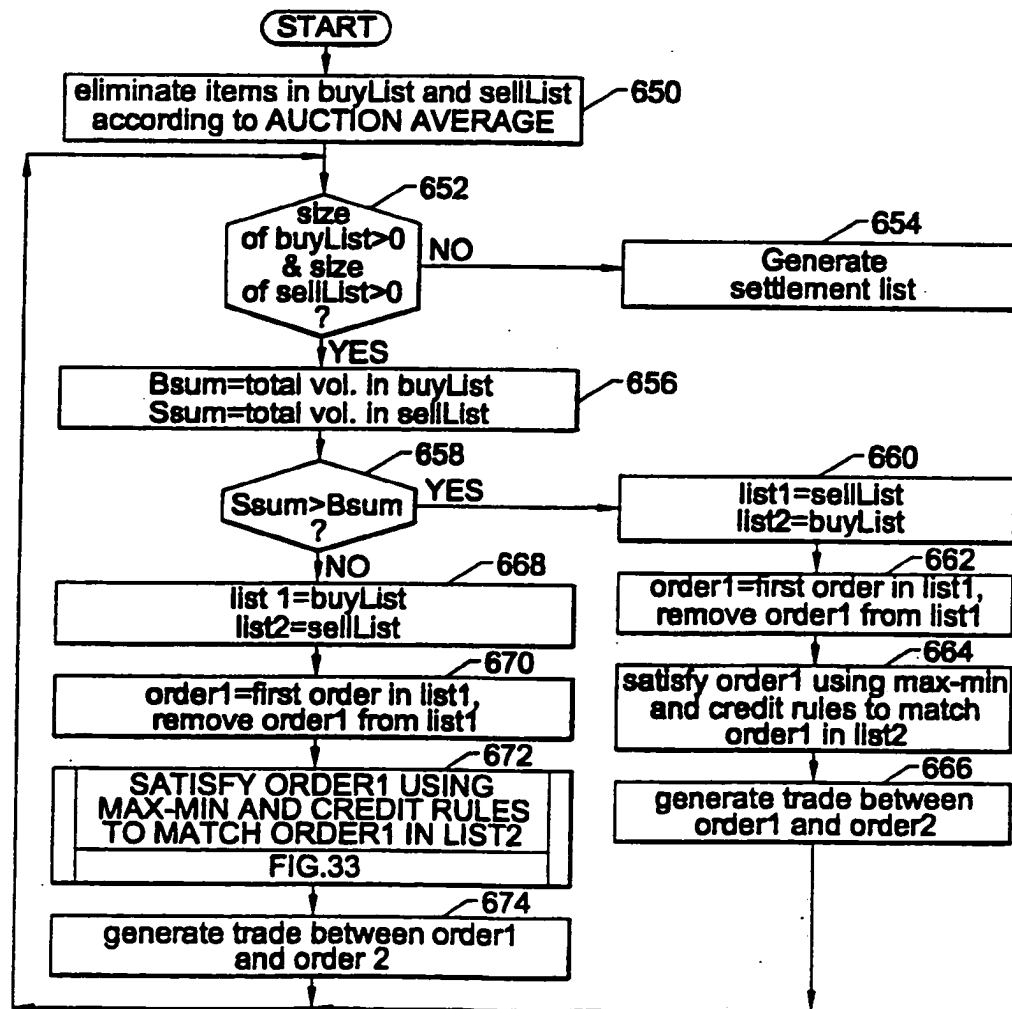 START
eliminate items in buyList and sellList
according to AUCTION AVERAGE
650
652
size
of buyList>0
& size
of sellList>0
?
NO
654
Generate
settlement list
YES
Bsum=total vol. in buyList
Ssum=total vol. in sellList
656
658
Ssum>Bsum
?
YES
660
list1=sellList
list2=buyList
662
order1=first order in list1,
remove order1 from list1
664
satisfy order1 using max-min
and credit rules to match
order1 in list2
666
generate trade between
order1 and order2
NO
668
list 1=buyList
list2=sellList
670
order1=first order in list1,
remove order1 from list1
672
SATISFY ORDER1 USING
MAX-MIN AND CREDIT RULES
TO MATCH ORDER1 IN LIST2
FIG.33
674
generate trade between order1
and order 2